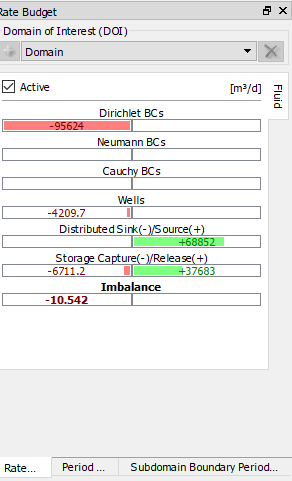 Rate Budget
Domain of Interest (DOI)
Domain
Active [m³/d]
Fluid
Dirichlet BCs
-95624
Neumann BCs
Cauchy BCs
Wells
-4209.7
Distributed Sink(-)/Source(+)
+68852
Storage Capture(-)/Release(+)
-6711.2 +37683
Imbalance
-10.542
Rate... Period ... Subdomain Boundary Period...